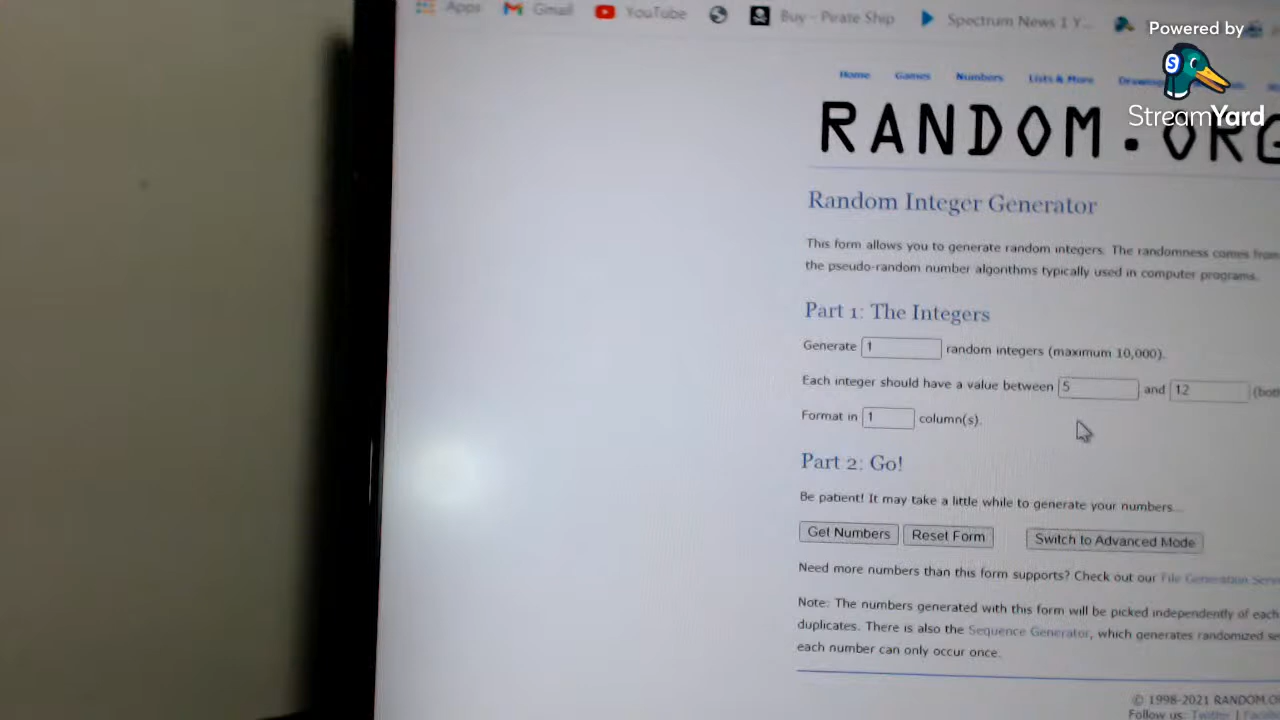 Apps Gmail YouTube Buy - Pirate Ship Spectrum News 1 Y...
Powered by
StreamYard
Home Games Numbers Lists & More
RANDOM.ORG
Random Integer Generator
This form allows you to generate random integers. The randomness comes from
the pseudo-random number algorithms typically used in computer programs.
Part 1: The Integers
Generate 1 random integers (maximum 10,000).
Each integer should have a value between 5 and 12 (both
Format in 1 column(s).
Part 2: Go!
Be patient! It may take a little while to generate your numbers...
Get Numbers Reset Form Switch to Advanced Mode
Need more numbers than this form supports? Check out our File Generation Serv
Note: The numbers generated with this form will be picked independently of each
duplicates. There is also the Sequence Generator, which generates randomized se
each number can only occur once.
© 1998-2021 RANDOM.O
Follow us: Twitter |